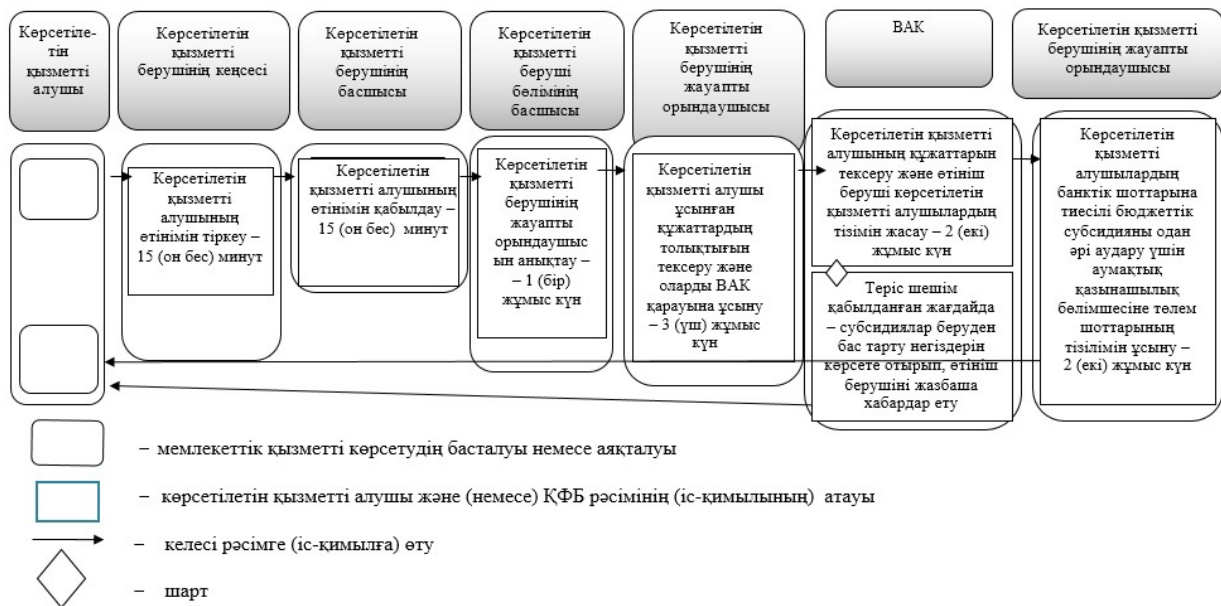 Көрсетіле-
тін
қызметті
алушы
Көрсетілетін
қызметті
берушінің кеңсесі
Көрсетілетін
қызметті
берушінің
басшысы
Көрсетілетін
қызметті
беруші
бөлімінің
басшысы
Көрсетілетін
қызметті
берушінің
жауапты
орындаушысы
ВАК
Көрсетілетін қызметті
берушінің жауапты
орындаушысы
Көрсетілетін
қызметті
алушының
өтінімін тіркеу –
15 (он бес) минут
Көрсетілетін
қызметті алушының
өтінімін қабылдау –
15 (он бес) минут
Көрсетілетін
қызметті
берушінің
жауапты
орындаушыс
ын анықтау –
– 1 (бір)
жұмыс күн
Көрсетілетін
қызметті алушы
ұсынған
құжаттардың
толықтығын
тексеру және
оларды ВАК
қарауына ұсыну
– 3 (үш) жұмыс
күн
Көрсетілетін қызметті
алушының құжаттарын
тексеру және өтініш
беруші көрсетілетін
қызметті алушылардың
тізімін жасау – 2 (екі)
жұмыс күн
Теріс шешім
қабылданған жағдайда
– субсидиялар беруден
бас тарту негіздерін
көрсете отырып, өтініш
берушіні жазбаша
хабардар ету
Көрсетілетін
қызметті
алушылардың
банктік шоттарына
тиесілі бюджеттік
субсидияны одан
әрі аудару үшін
аумақтық
қазынашылық
бөлімшесіне төлем
шоттарының
тізілімін ұсыну –
2 (екі) жұмыс күн
– мемлекеттік қызметті көрсетудің басталуы немесе аяқталуы
– көрсетілетін қызметті алушы және (немесе) ҚФБ рәсімінің (іс-қимылының) атауы
– келесі рәсімге (іс-қимылға) өту
– шарт